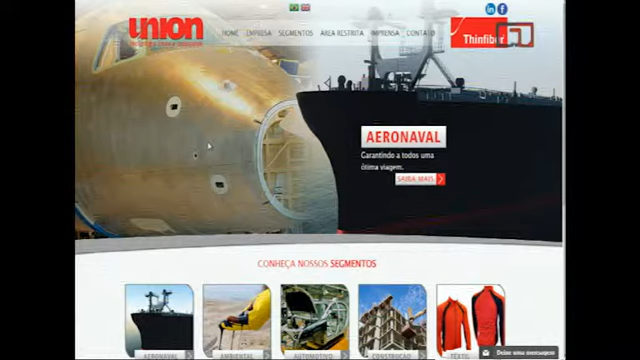 union
HOME EMPRESA SEGMENTOS ÁREA RESTRITA IMPRENSA CONTATO
Thinfiber
AERONAVAL
Garantindo a todos uma
ótima viagem.
SAIBA MAIS
CONHEÇA NOSSOS SEGMENTOS
AERONAVAL AMBIENTAL AUTOMOTIVO CONSTRUÇÃO TÊXTIL
Deixe uma mensagem